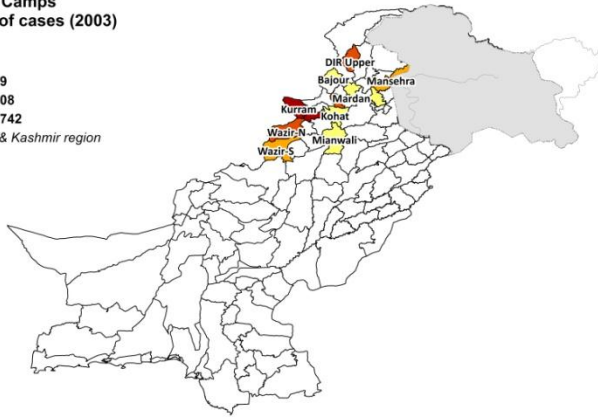 Camps
of cases (2003)
9
08
742
& Kashmir region
DIR Upper
Bajour
Mansehra
Mardan
Kurram
Kohat
Wazir-N
Mianwali
Wazir-S